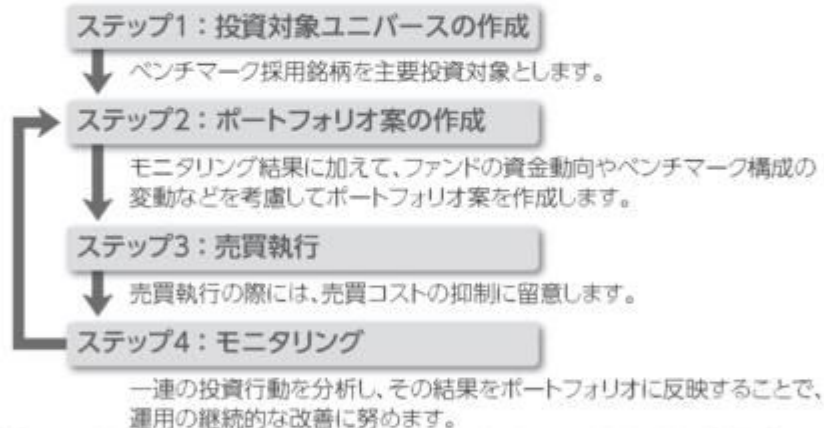 ステップ1：投資対象ユニバースの作成
ベンチマーク採用銘柄を主要投資対象とします。
ステップ2：ポートフォリオ案の作成
モニタリング結果に加えて、ファンドの資金動向やベンチマーク構成の
変動などを考慮してポートフォリオ案を作成します。
ステップ3：売買執行
売買執行の際には、売買コストの抑制に留意します。
ステップ4：モニタリング
一連の投資行動を分析し、その結果をポートフォリオに反映することで、
運用の継続的な改善に努めます。